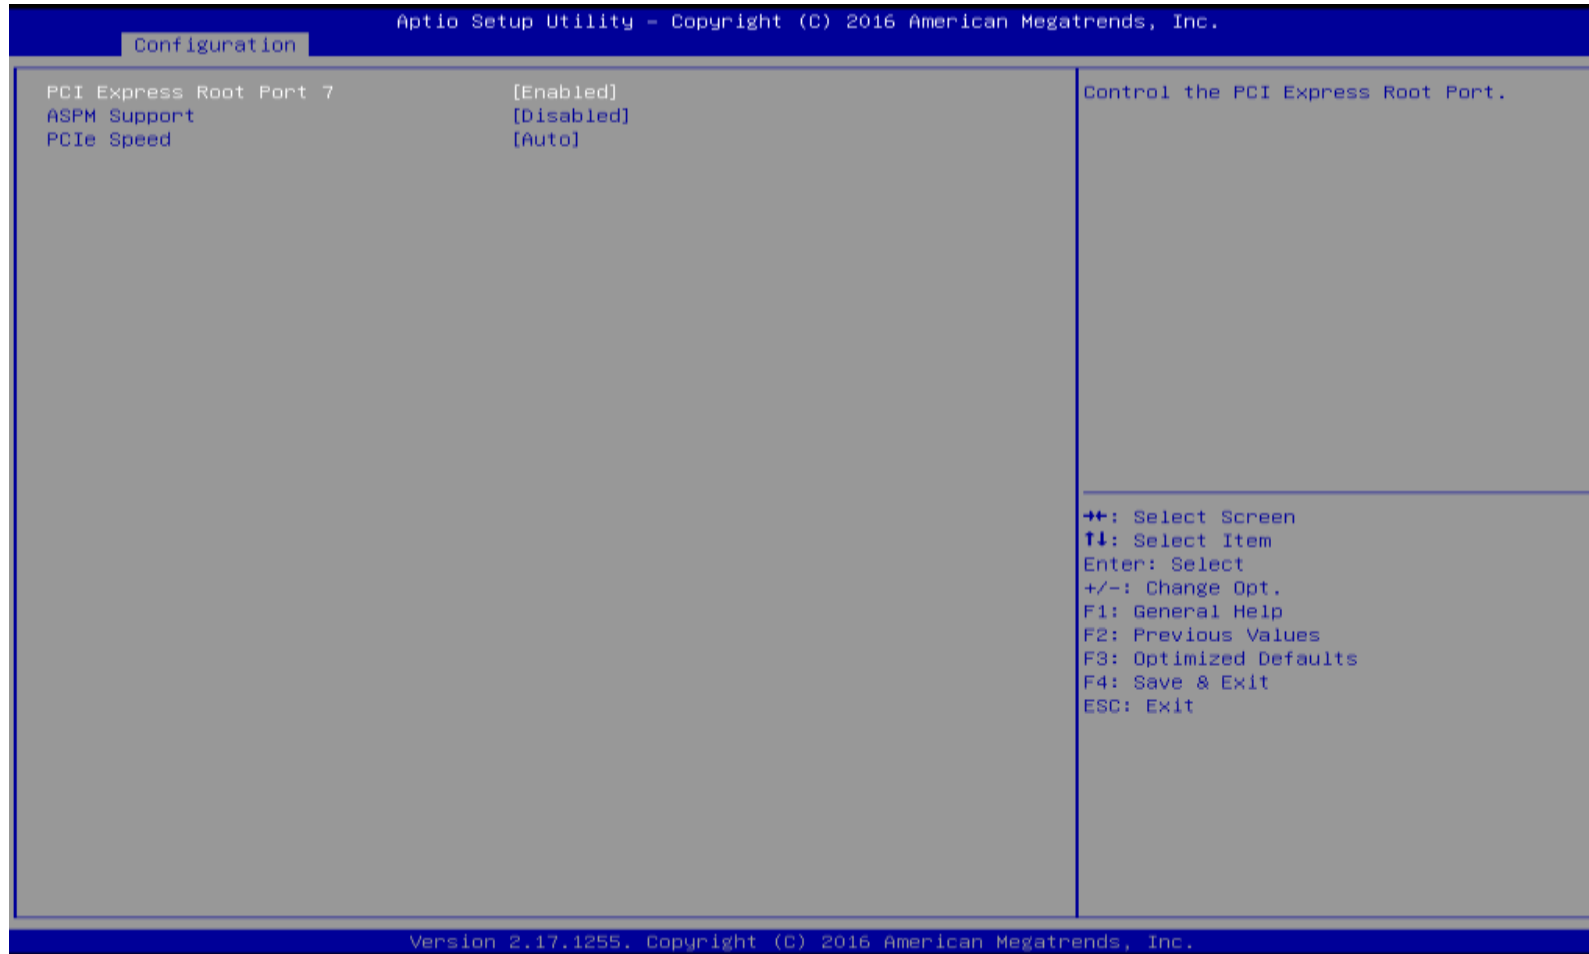 Aptio Setup Utility – Copyright (C) 2016 American Megatrends, Inc.
Configuration
PCI Express Root Port 7 [Enabled]
ASPM Support [Disabled]
PCIe Speed [Auto]
Control the PCI Express Root Port.
→←: Select Screen
↑↓: Select Item
Enter: Select
+/-: Change Opt.
F1: General Help
F2: Previous Values
F3: Optimized Defaults
F4: Save & Exit
ESC: Exit
Version 2.17.1255. Copyright (C) 2016 American Megatrends, Inc.